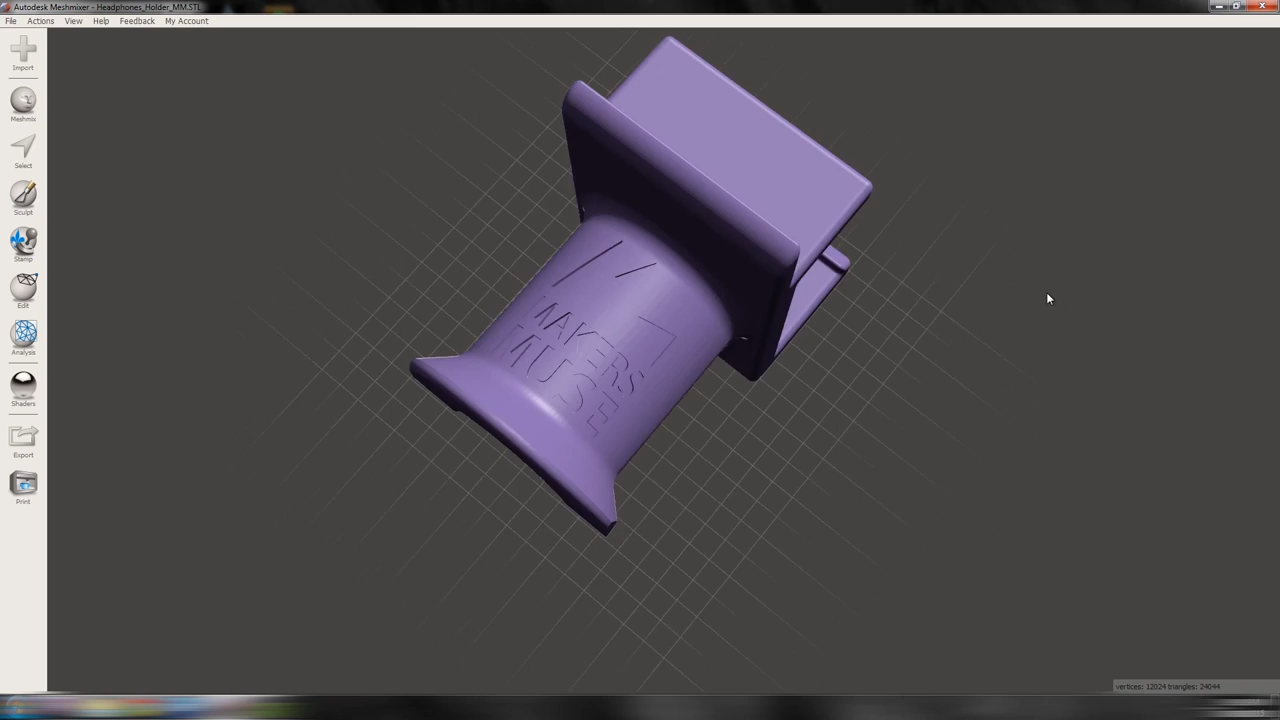 Autodesk Meshmixer - Headphones_Holder_MM.STL
File Actions View Help Feedback My Account
Import
Meshmix
Select
Sculpt
Stamp
Edit
Analysis
Shaders
Export
Print
MAKERS
MUSE
vertices: 12024 triangles: 24044